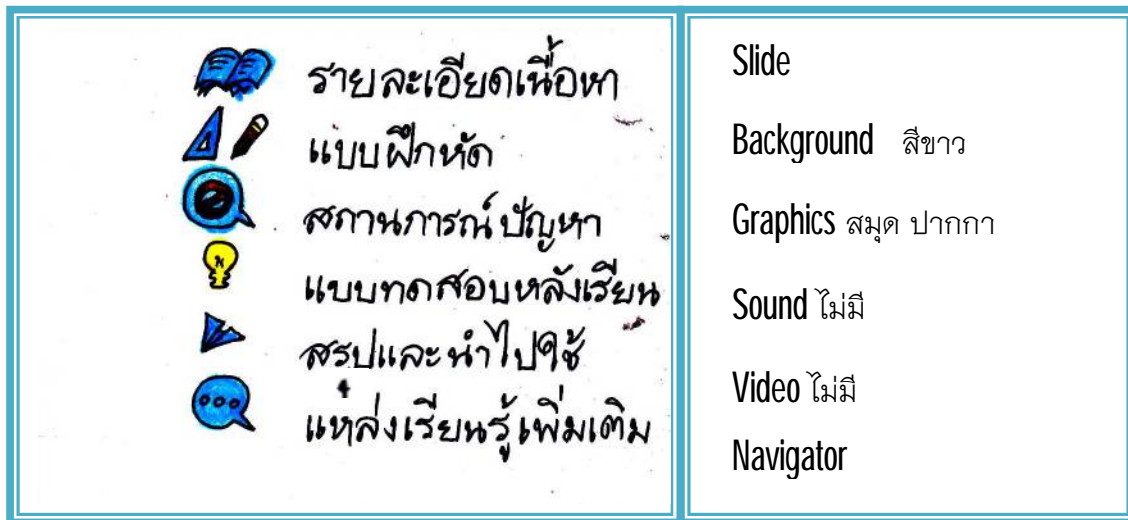 รายละเอียดเนื้อหา
แบบฝึกหัด
สถานการณ์ปัญหา
แบบทดสอบหลังเรียน
สรุปและนำไปใช้
แหล่งเรียนรู้เพิ่มเติม
Slide
Background สีขาว
Graphics สมุด ปากกา
Sound ไม่มี
Video ไม่มี
Navigator